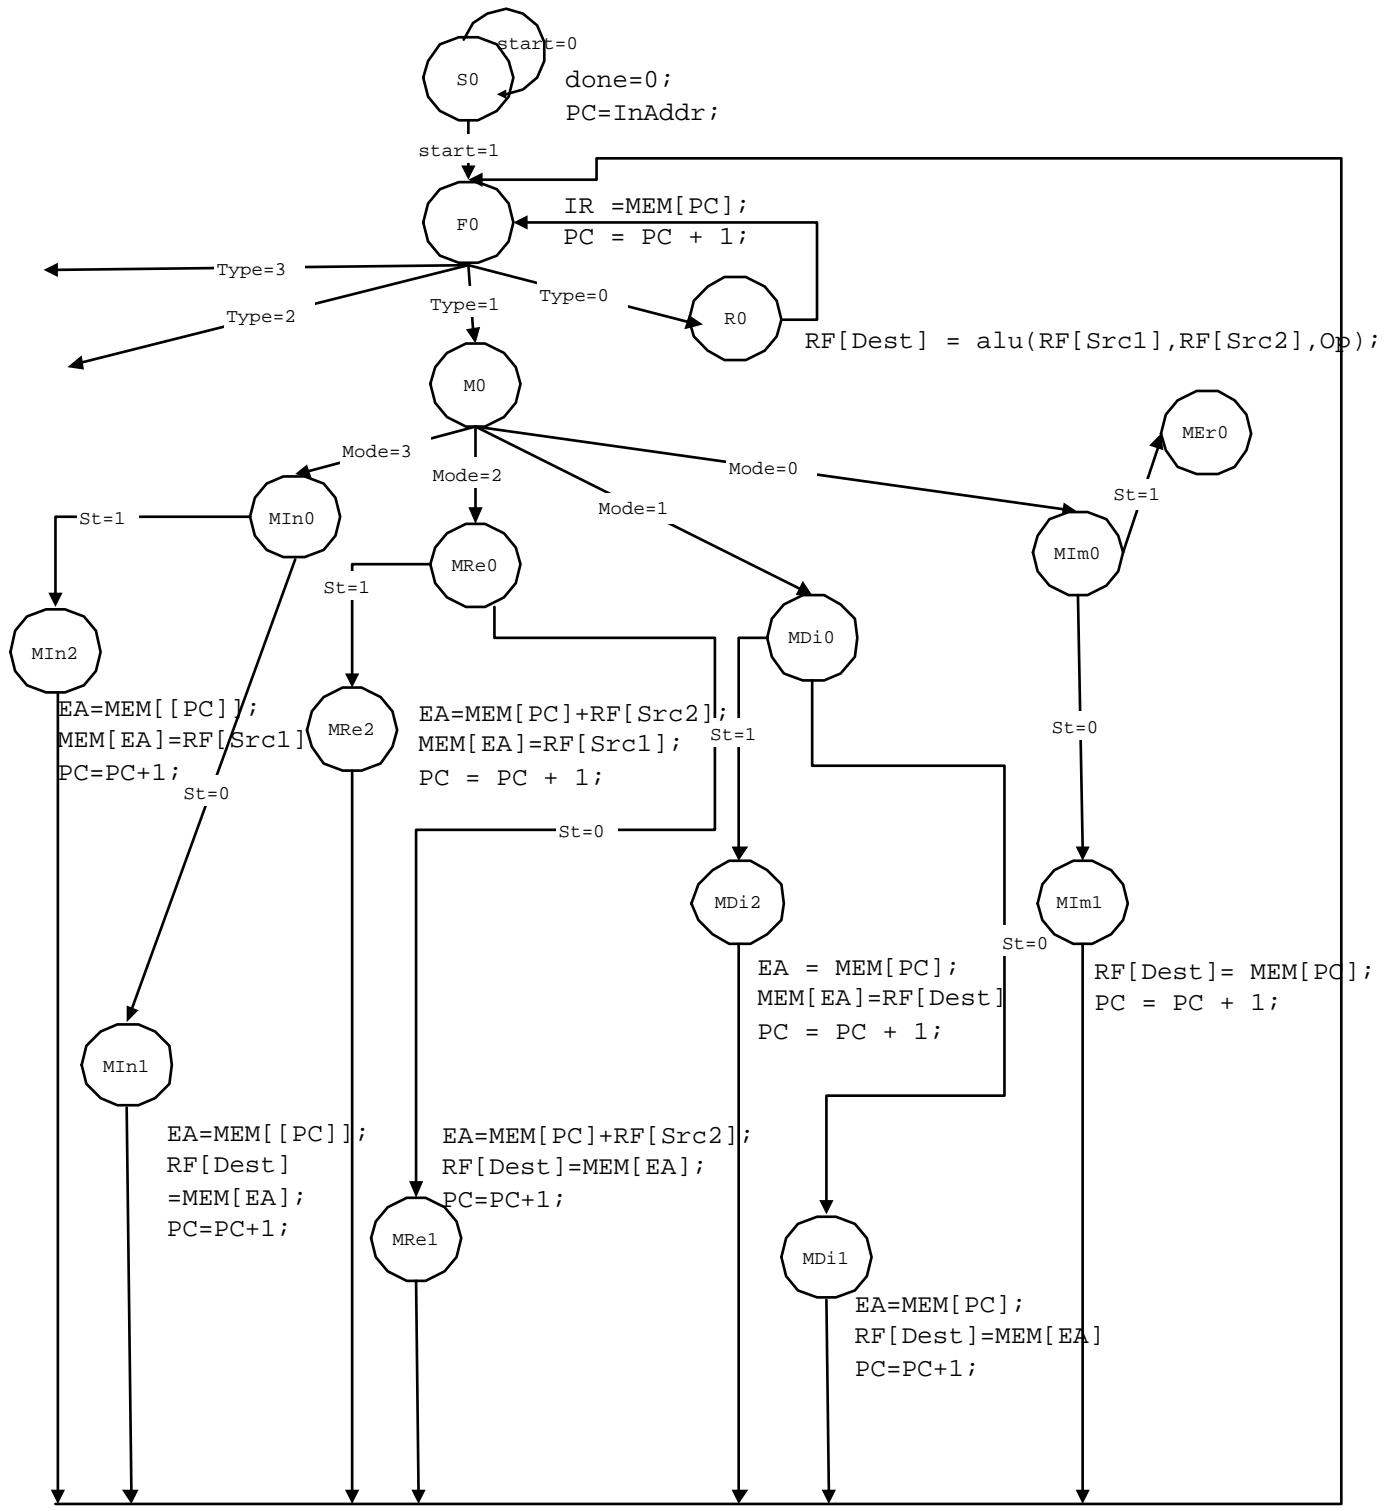 start=0
S0
done=0;
PC=InAddr;
start=1
IR =MEM[PC];
F0
PC = PC + 1;
Type=3
Type=2
Type=1
Type=0
R0
RF[Dest] = alu(RF[Src1],RF[Src2],Op);
M0
MEr0
Mode=3
Mode=2
Mode=1
Mode=0
St=1
MIn0
St=1
MRe0
St=1
MDi0
MIm0
MIn2
EA=MEM[[PC]];
MEM[EA]=RF[Src1]
PC=PC+1;
St=0
MRe2
EA=MEM[PC]+RF[Src2];
MEM[EA]=RF[Src1];
PC = PC + 1;
St=1
St=0
St=0
MDi2
MIm1
St=0
EA = MEM[PC];
MEM[EA]=RF[Dest]
PC = PC + 1;
RF[Dest]= MEM[PC];
PC = PC + 1;
MIn1
EA=MEM[[PC]];
RF[Dest]
=MEM[EA];
PC=PC+1;
EA=MEM[PC]+RF[Src2];
RF[Dest]=MEM[EA];
PC=PC+1;
MRe1
MDi1
EA=MEM[PC];
RF[Dest]=MEM[EA]
PC=PC+1;